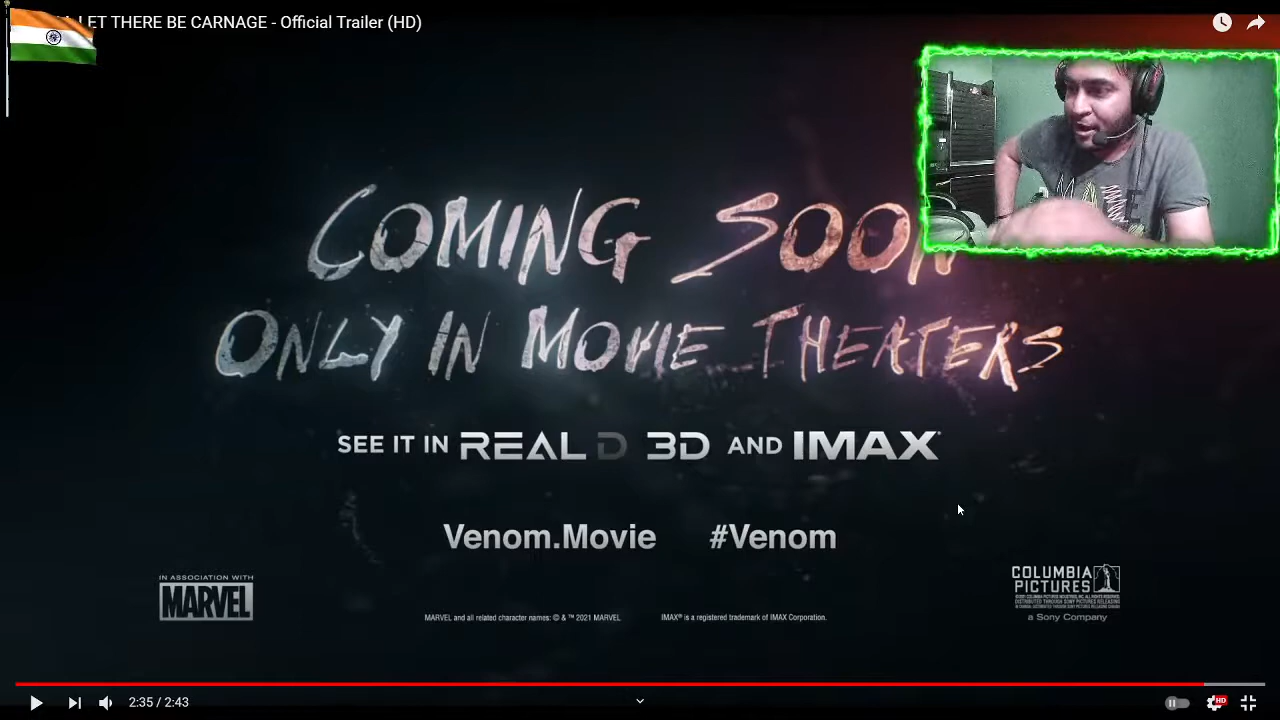 LET THERE BE CARNAGE - Official Trailer (HD)
COMING SOON
ONLY IN MOVIE THEATERS
SEE IT IN REAL D 3D AND IMAX®
Venom.Movie #Venom
IN ASSOCIATION WITH
MARVEL
COLUMBIA
PICTURES
a Sony Company
MARVEL and all related character names: © & ™ 2021 MARVEL
IMAX® is a registered trademark of IMAX Corporation.
2:35 / 2:43
HD